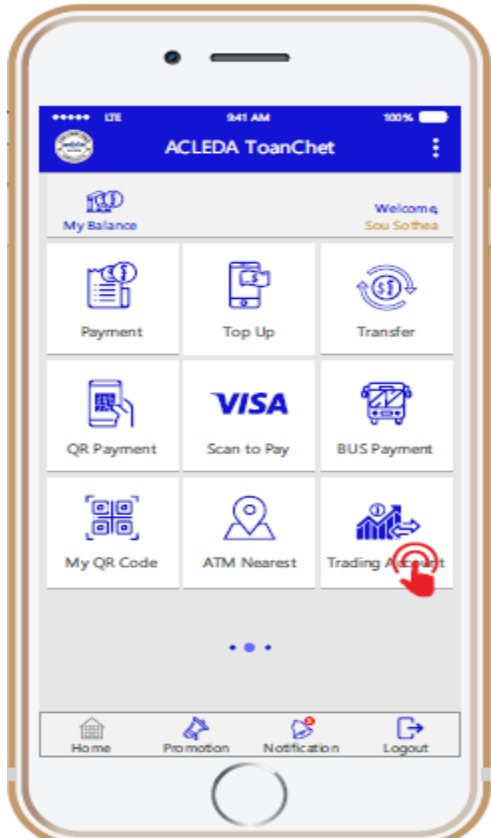 LTE 9:41 AM 100%
ACLEDA ToanChet
My Balance
Welcome,
Sou Sothea
Payment
Top Up
Transfer
QR Payment
VISA
Scan to Pay
BUS Payment
My QR Code
ATM Nearest
Trading Account
Home
Promotion
Notification
Logout